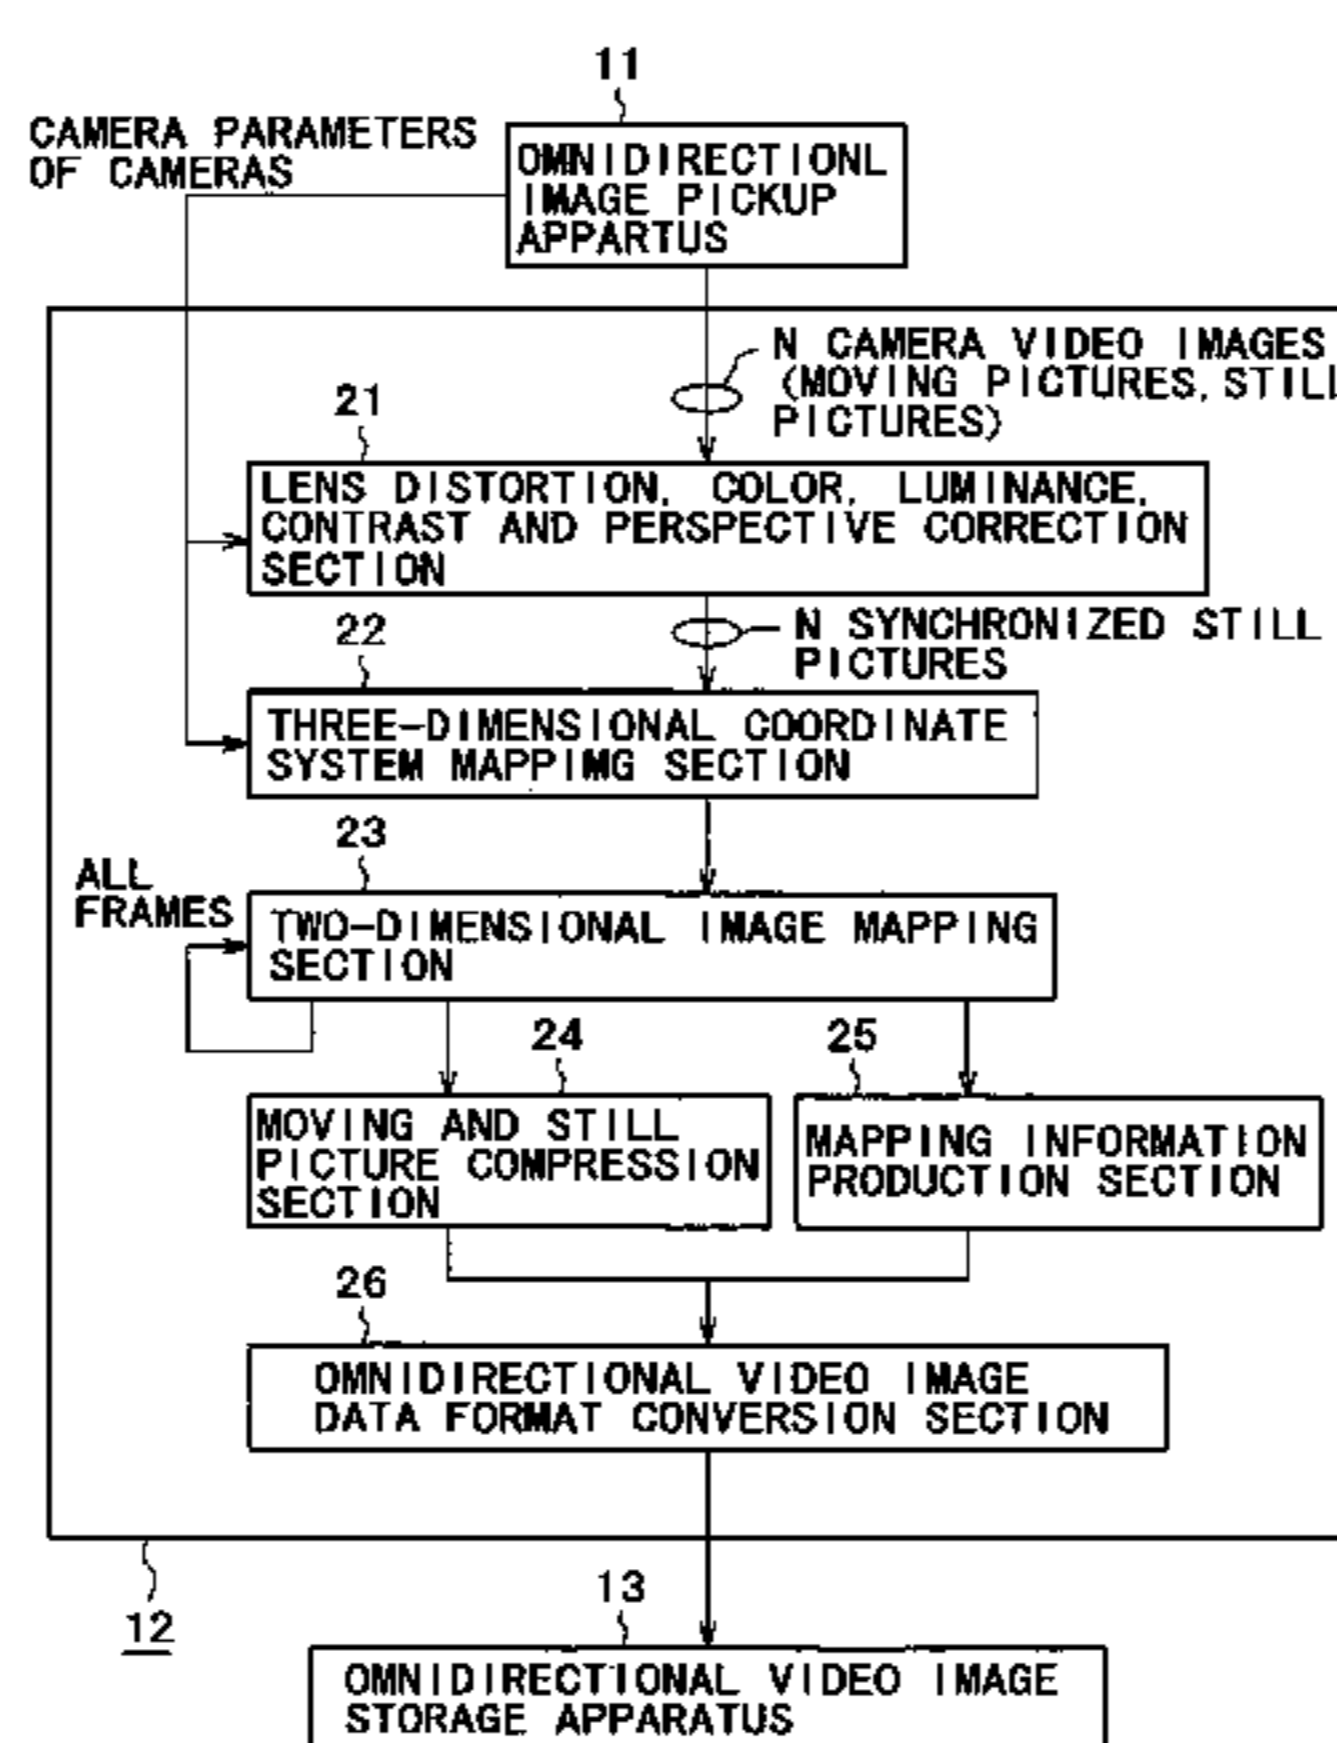 11
CAMERA PARAMETERS
OF CAMERAS
OMNIDIRECTIONL
IMAGE PICKUP
APPARTUS
N CAMERA VIDEO IMAGES
(MOVING PICTURES, STILL
PICTURES)
21
LENS DISTORTION, COLOR, LUMINANCE,
CONTRAST AND PERSPECTIVE CORRECTION
SECTION
22
N SYNCHRONIZED STILL
PICTURES
THREE-DIMENSIONAL COORDINATE
SYSTEM MAPPIMG SECTION
23
ALL
FRAMES
TWO-DIMENSIONAL IMAGE MAPPING
SECTION
24
25
MOVING AND STILL
PICTURE COMPRESSION
SECTION
MAPPING INFORMATION
PRODUCTION SECTION
26
OMNIDIRECTIONAL VIDEO IMAGE
DATA FORMAT CONVERSION SECTION
12
13
OMNIDIRECTIONAL VIDEO IMAGE
STORAGE APPARATUS